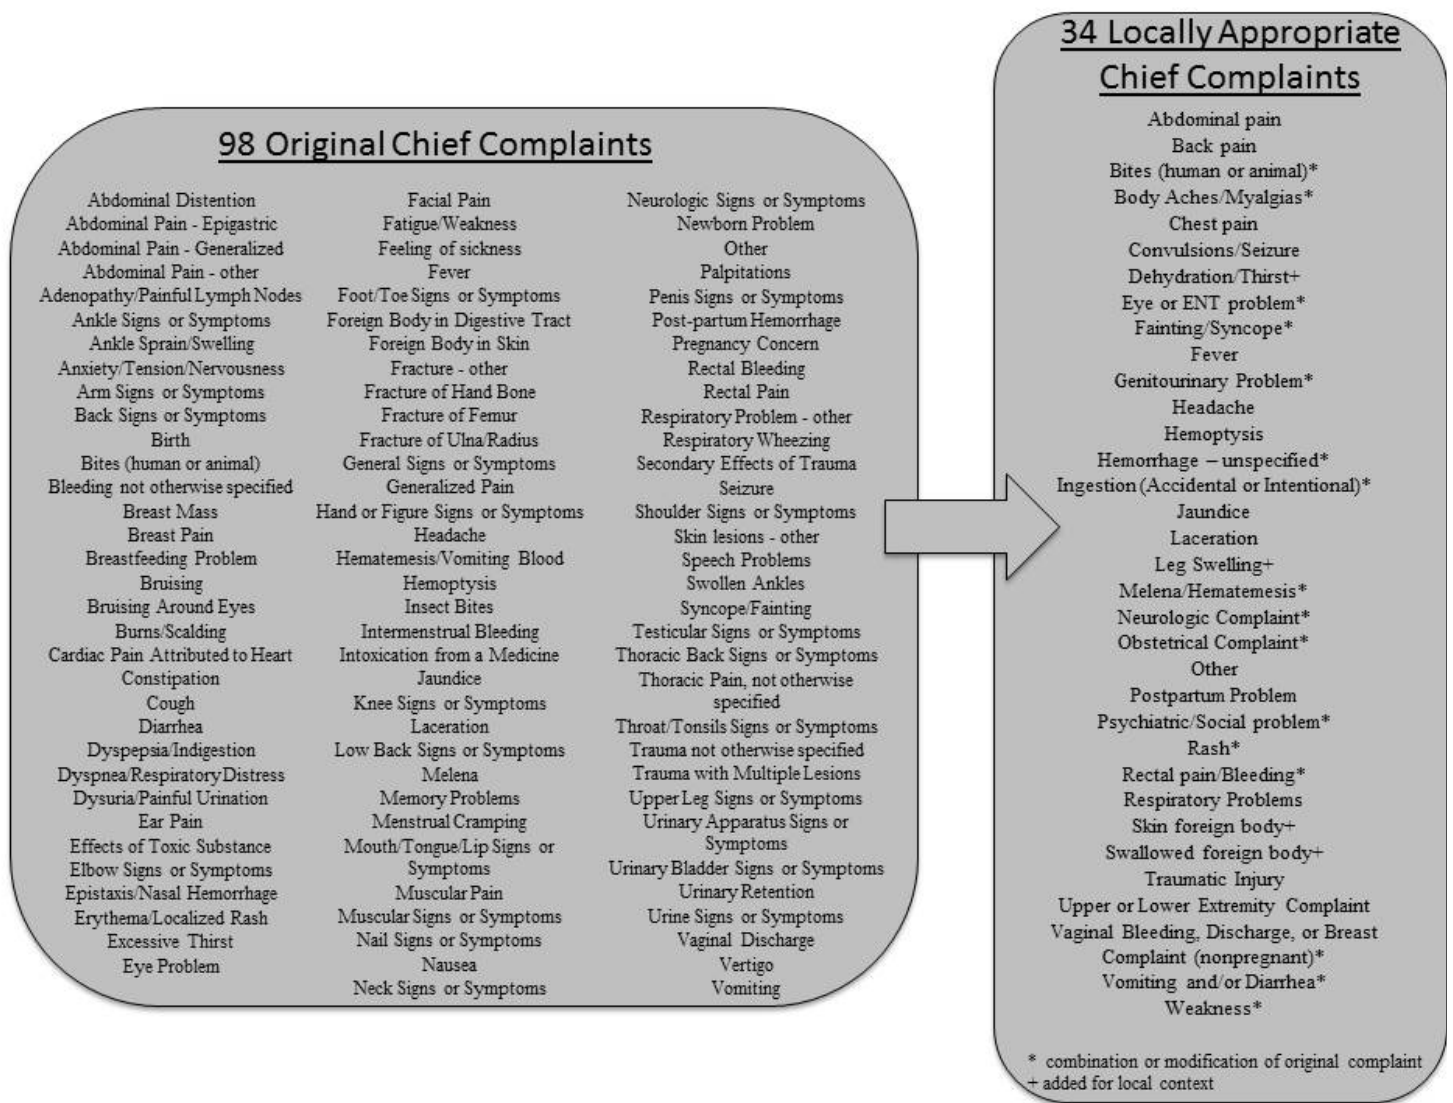 98 Original Chief Complaints
Abdominal Distention
Abdominal Pain - Epigastric
Abdominal Pain - Generalized
Abdominal Pain - other
Adenopathy/Painful Lymph Nodes
Ankle Signs or Symptoms
Ankle Sprain/Swelling
Anxiety/Tension/Nervousness
Arm Signs or Symptoms
Back Signs or Symptoms
Birth
Bites (human or animal)
Bleeding not otherwise specified
Breast Mass
Breast Pain
Breastfeeding Problem
Bruising
Bruising Around Eyes
Burns/Scalding
Cardiac Pain Attributed to Heart
Constipation
Cough
Diarrhea
Dyspepsia/Indigestion
Dyspnea/Respiratory Distress
Dysuria/Painful Urination
Ear Pain
Effects of Toxic Substance
Elbow Signs or Symptoms
Epistaxis/Nasal Hemorrhage
Erythema/Localized Rash
Excessive Thirst
Eye Problem
Facial Pain
Fatigue/Weakness
Feeling of sickness
Fever
Foot/Toe Signs or Symptoms
Foreign Body in Digestive Tract
Foreign Body in Skin
Fracture - other
Fracture of Hand Bone
Fracture of Femur
Fracture of Ulna/Radius
General Signs or Symptoms
Generalized Pain
Hand or Figure Signs or Symptoms
Headache
Hematemesis/Vomiting Blood
Hemoptysis
Insect Bites
Intermenstrual Bleeding
Intoxication from a Medicine
Jaundice
Knee Signs or Symptoms
Laceration
Low Back Signs or Symptoms
Melena
Memory Problems
Menstrual Cramping
Mouth/Tongue/Lip Signs or
Symptoms
Muscular Pain
Muscular Signs or Symptoms
Nail Signs or Symptoms
Nausea
Neck Signs or Symptoms
Neurologic Signs or Symptoms
Newborn Problem
Other
Palpitations
Penis Signs or Symptoms
Post-partum Hemorrhage
Pregnancy Concern
Rectal Bleeding
Rectal Pain
Respiratory Problem - other
Respiratory Wheezing
Secondary Effects of Trauma
Seizure
Shoulder Signs or Symptoms
Skin lesions - other
Speech Problems
Swollen Ankles
Syncope/Fainting
Testicular Signs or Symptoms
Thoracic Back Signs or Symptoms
Thoracic Pain, not otherwise
specified
Throat/Tonsils Signs or Symptoms
Trauma not otherwise specified
Trauma with Multiple Lesions
Upper Leg Signs or Symptoms
Urinary Apparatus Signs or
Symptoms
Urinary Bladder Signs or Symptoms
Urinary Retention
Urine Signs or Symptoms
Vaginal Discharge
Vertigo
Vomiting
34 Locally Appropriate
Chief Complaints
Abdominal pain
Back pain
Bites (human or animal)*
Body Aches/Myalgias*
Chest pain
Convulsions/Seizure
Dehydration/Thirst+
Eye or ENT problem*
Fainting/Syncope*
Fever
Genitourinary Problem*
Headache
Hemoptysis
Hemorrhage – unspecified*
Ingestion (Accidental or Intentional)*
Jaundice
Laceration
Leg Swelling+
Melena/Hematemesis*
Neurologic Complaint*
Obstetrical Complaint*
Other
Postpartum Problem
Psychiatric/Social problem*
Rash*
Rectal pain/Bleeding*
Respiratory Problems
Skin foreign body+
Swallowed foreign body+
Traumatic Injury
Upper or Lower Extremity Complaint
Vaginal Bleeding, Discharge, or Breast
Complaint (nonpregnant)*
Vomiting and/or Diarrhea*
Weakness*
* combination or modification of original complaint
+ added for local context